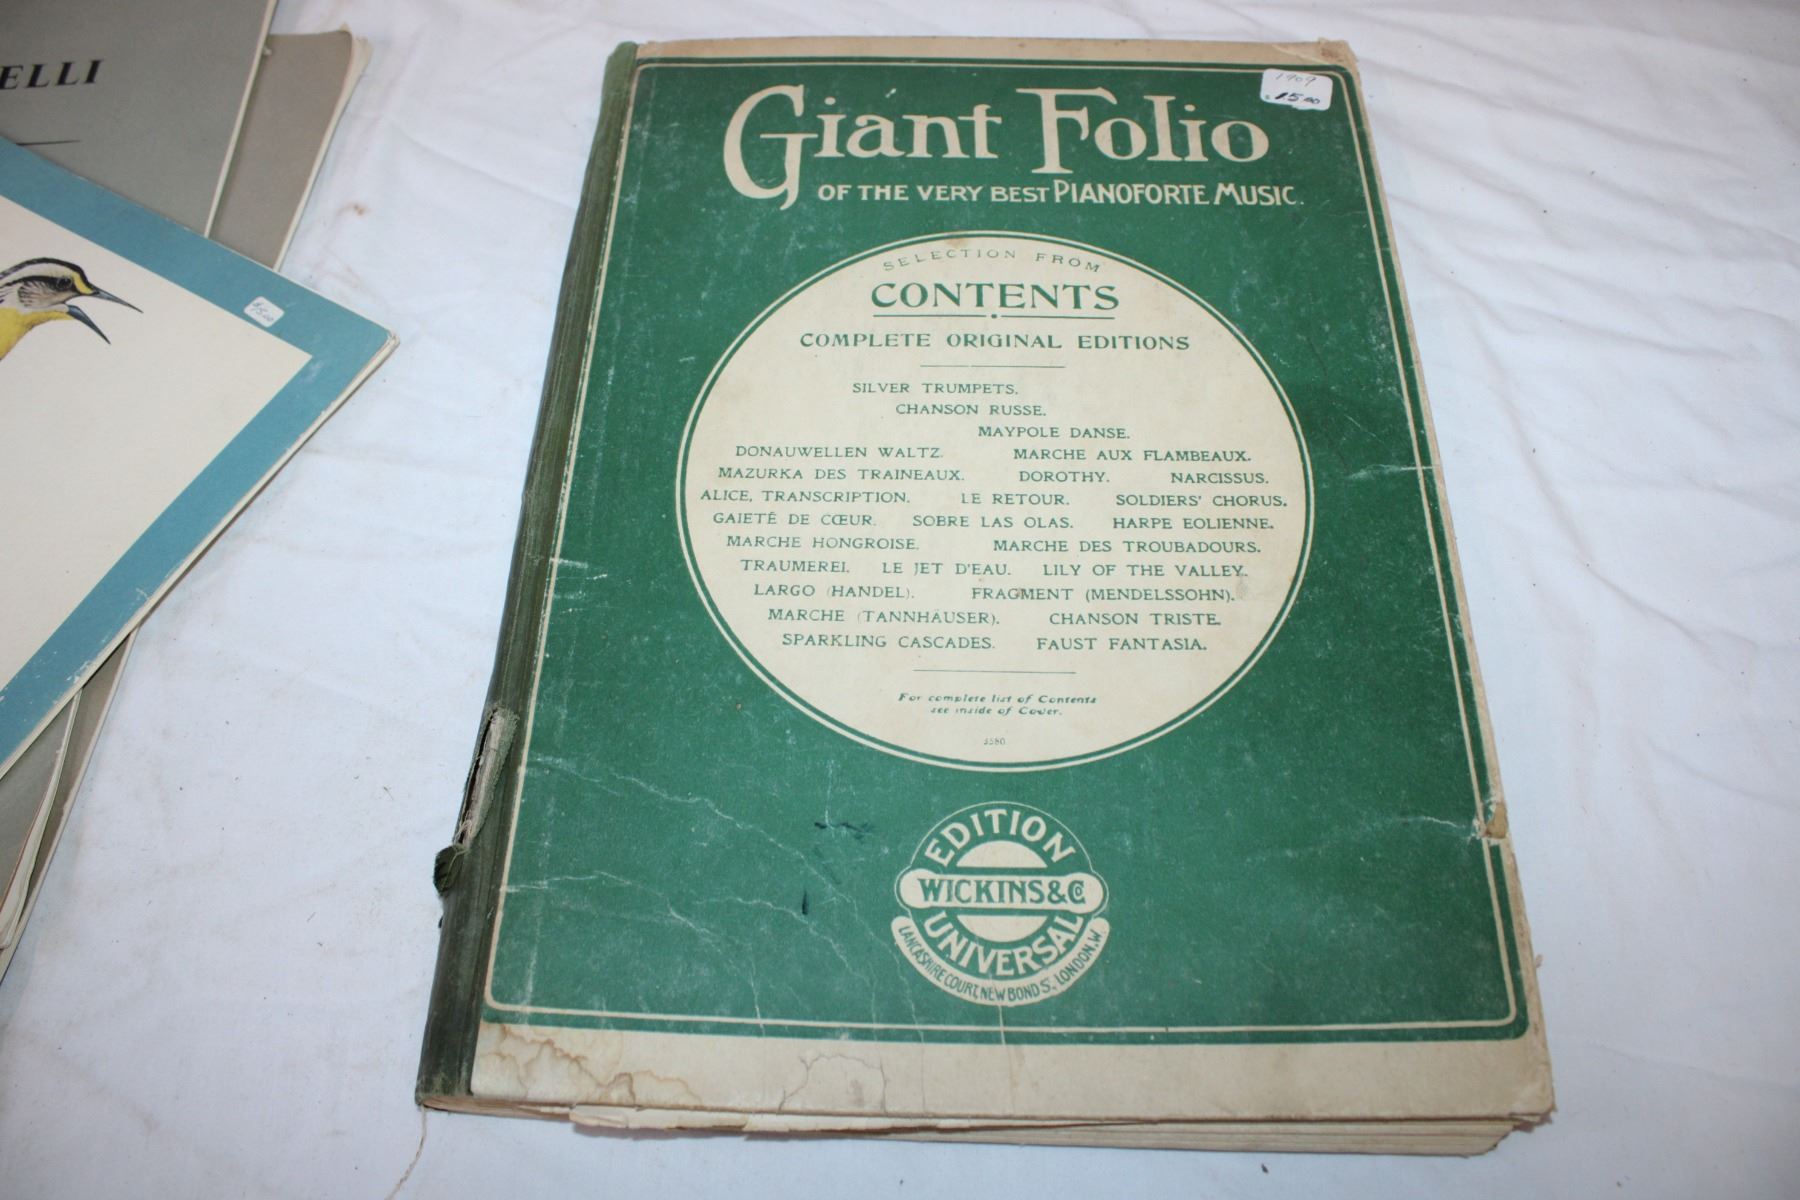 ELLI
$75.00
1909
15.00
Giant Folio
OF THE VERY BEST PIANOFORTE MUSIC.
SELECTION FROM
CONTENTS
COMPLETE ORIGINAL EDITIONS
SILVER TRUMPETS.
CHANSON RUSSE.
MAYPOLE DANSE.
DONAUWELLEN WALTZ. MARCHE AUX FLAMBEAUX.
MAZURKA DES TRAINEAUX. DOROTHY. NARCISSUS.
ALICE, TRANSCRIPTION. LE RETOUR. SOLDIERS' CHORUS.
GAIETÉ DE CŒUR. SOBRE LAS OLAS. HARPE EOLIENNE.
MARCHE HONGROISE. MARCHE DES TROUBADOURS.
TRAUMEREI. LE JET D'EAU. LILY OF THE VALLEY.
LARGO (HANDEL). FRAGMENT (MENDELSSOHN).
MARCHE (TANNHÄUSER). CHANSON TRISTE.
SPARKLING CASCADES. FAUST FANTASIA.
For complete list of Contents
see inside of Cover.
3580
EDITION
WICKINS & CO
UNIVERSAL
LANCASHIRE COURT, NEW BOND ST., LONDON. W.